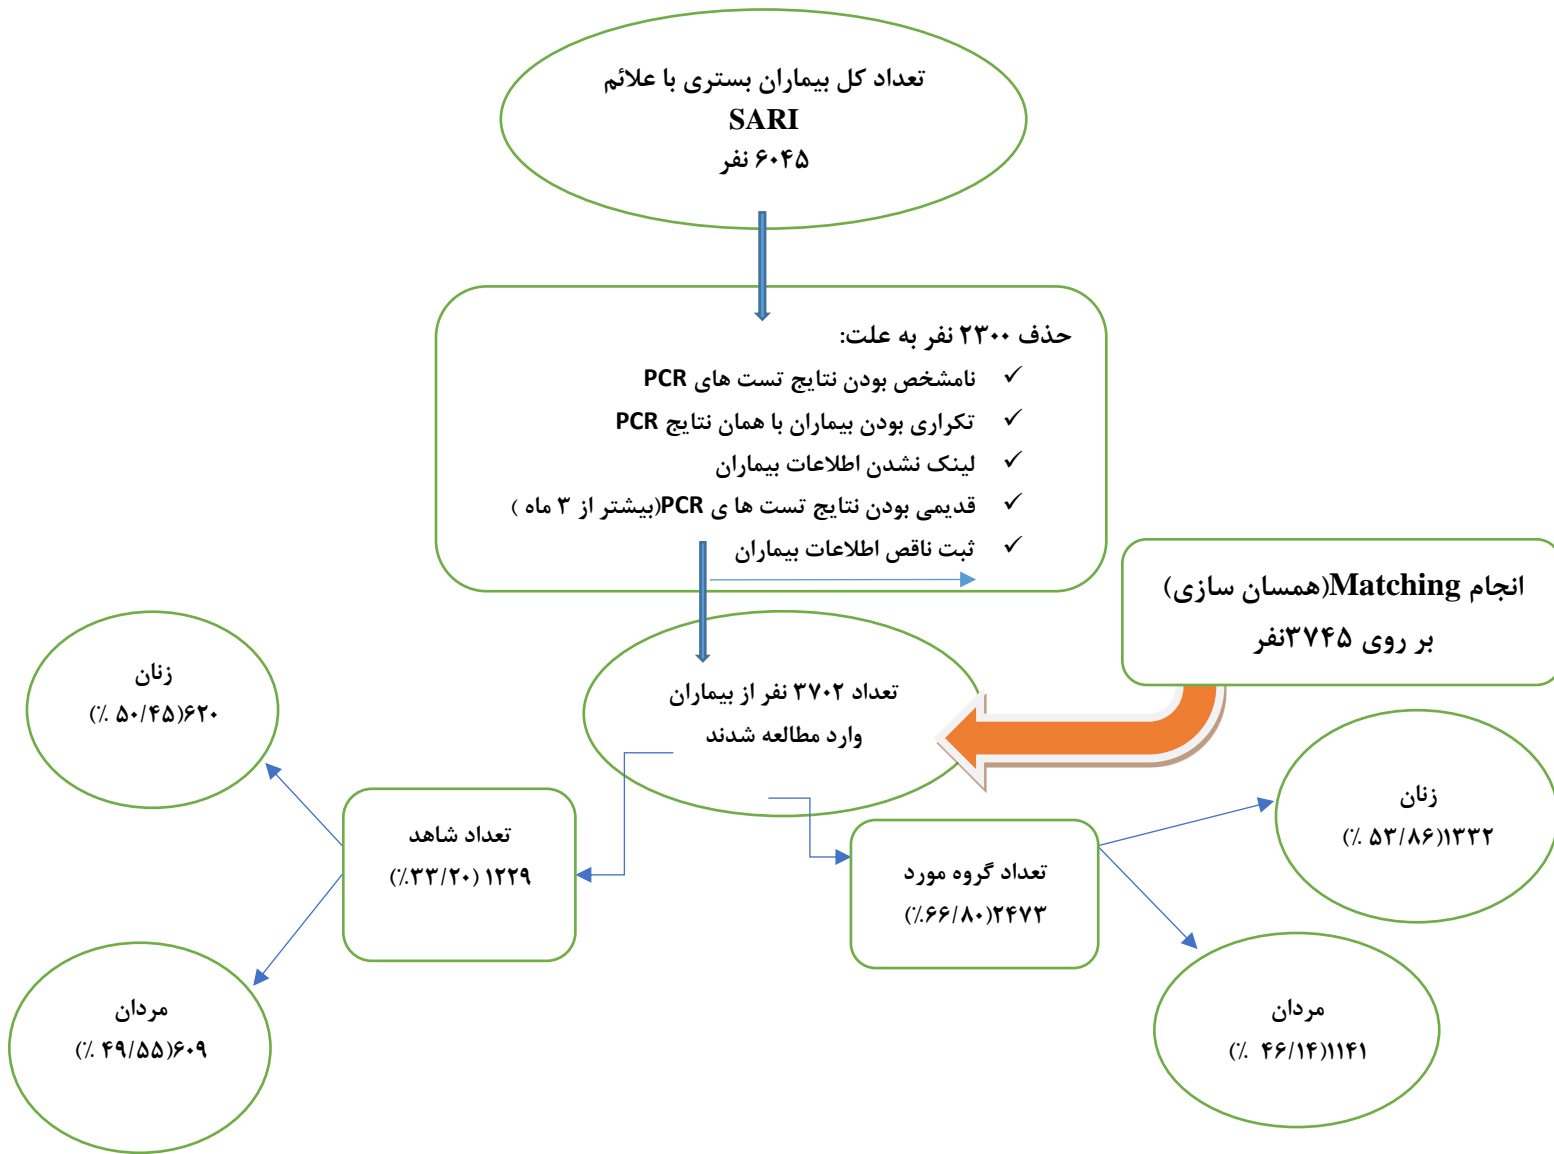 تعداد کل بیماران بستری با علائم
SARI
۶۰۴۵ نفر
حذف ۲۳۰۰ نفر به علت:
✓ نامشخص بودن نتایج تست های PCR
✓ تکراری بودن بیماران با همان نتایج PCR
✓ لینک نشدن اطلاعات بیماران
✓ قدیمی بودن نتایج تست ها ی PCR(بیشتر از ۳ ماه )
✓ ثبت ناقص اطلاعات بیماران
انجام Matching(همسان سازی)
بر روی ۳۷۴۵نفر
تعداد ۳۷۰۲ نفر از بیماران
وارد مطالعه شدند
تعداد گروه مورد
۲۴۷۳(۶۶/۸۰٪)
زنان
۱۳۳۲(۵۳/۸۶ ٪)
مردان
۱۱۴۱(۴۶/۱۴ ٪)
تعداد شاهد
۱۲۲۹ (۳۳/۲۰٪)
زنان
۶۲۰(۵۰/۴۵ ٪)
مردان
۶۰۹(۴۹/۵۵ ٪)